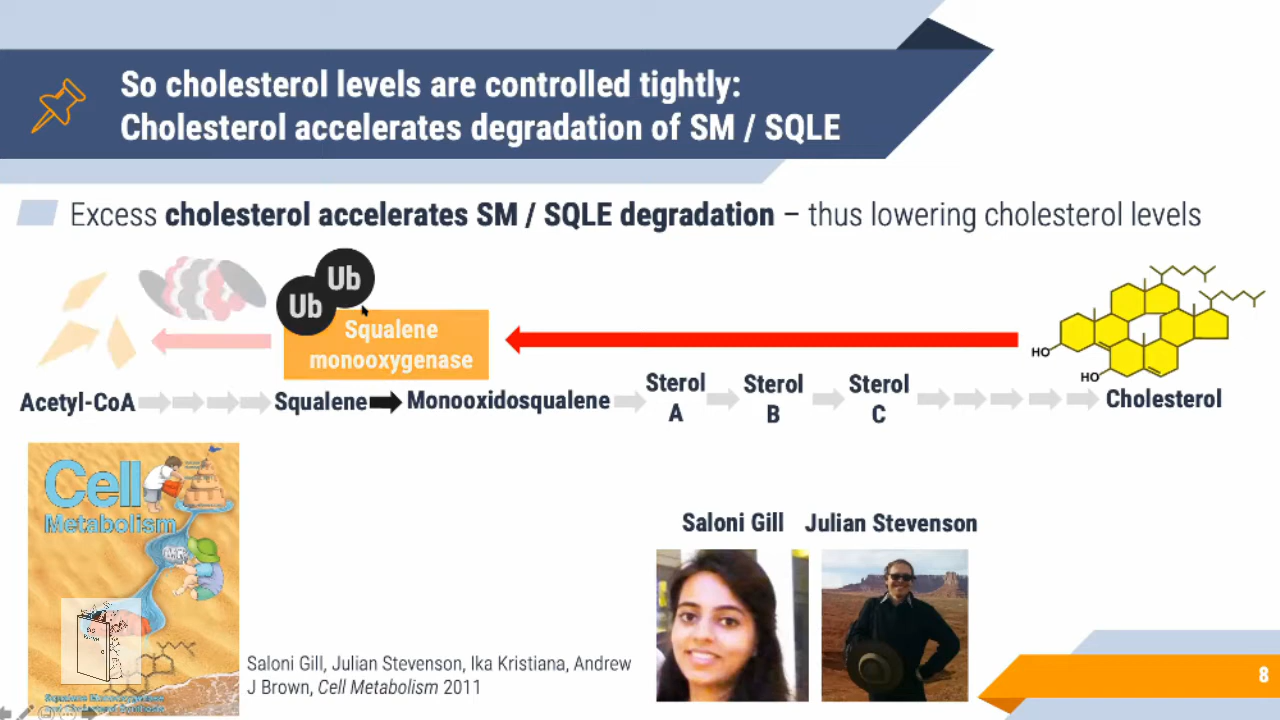 So cholesterol levels are controlled tightly:
Cholesterol accelerates degradation of SM / SQLE
Excess cholesterol accelerates SM / SQLE degradation – thus lowering cholesterol levels
Ub
Ub
Squalene
monooxygenase
HO
HO
Acetyl-CoA
Squalene
Monooxidosqualene
Sterol
A
Sterol
B
Sterol
C
Cholesterol
Cell
Metabolism
Saloni Gill
Julian Stevenson
Saloni Gill, Julian Stevenson, Ika Kristiana, Andrew
J Brown, Cell Metabolism 2011
Squalene Monooxygenase
8